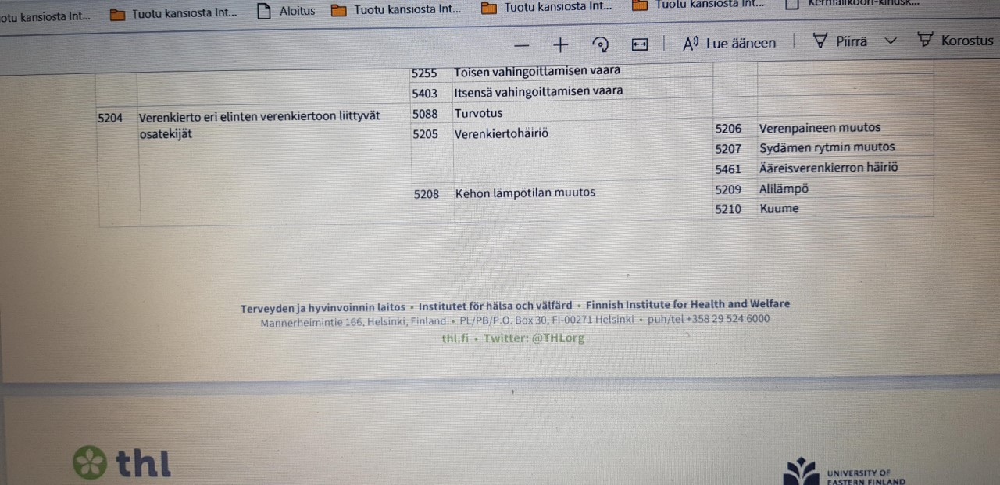 otu kansiosta Int... Tuotu kansiosta Int... Aloitus Tuotu kansiosta Int... Tuotu kansiosta Int... Tuotu kansiosta Int...
Lue ääneen Piirrä Korostus
5255 Toisen vahingoittamisen vaara
5403 Itsensä vahingoittamisen vaara
5204 Verenkierto eri elinten verenkiertoon liittyvät osatekijät 5088 Turvotus
5205 Verenkiertohäiriö 5206 Verenpaineen muutos
5207 Sydämen rytmin muutos
5461 Ääreisverenkierron häiriö
5208 Kehon lämpötilan muutos 5209 Alilämpö
5210 Kuume
Terveyden ja hyvinvoinnin laitos • Institutet för hälsa och välfärd • Finnish Institute for Health and Welfare
Mannerheimintie 166, Helsinki, Finland • PL/PB/P.O. Box 30, FI-00271 Helsinki • puh/tel +358 29 524 6000
thl.fi • Twitter: @THLorg
thl
UNIVERSITY OF
EASTERN FINLAND